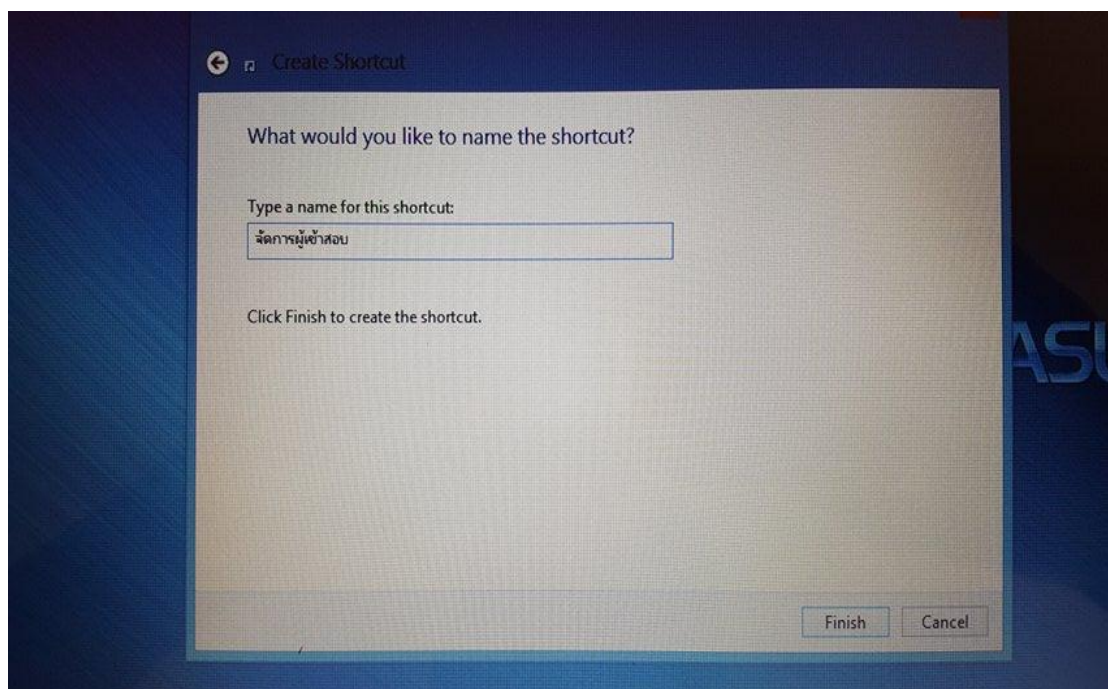 Create Shortcut
What would you like to name the shortcut?
Type a name for this shortcut:
จัดการผู้เข้าสอบ
Click Finish to create the shortcut.
Finish
Cancel